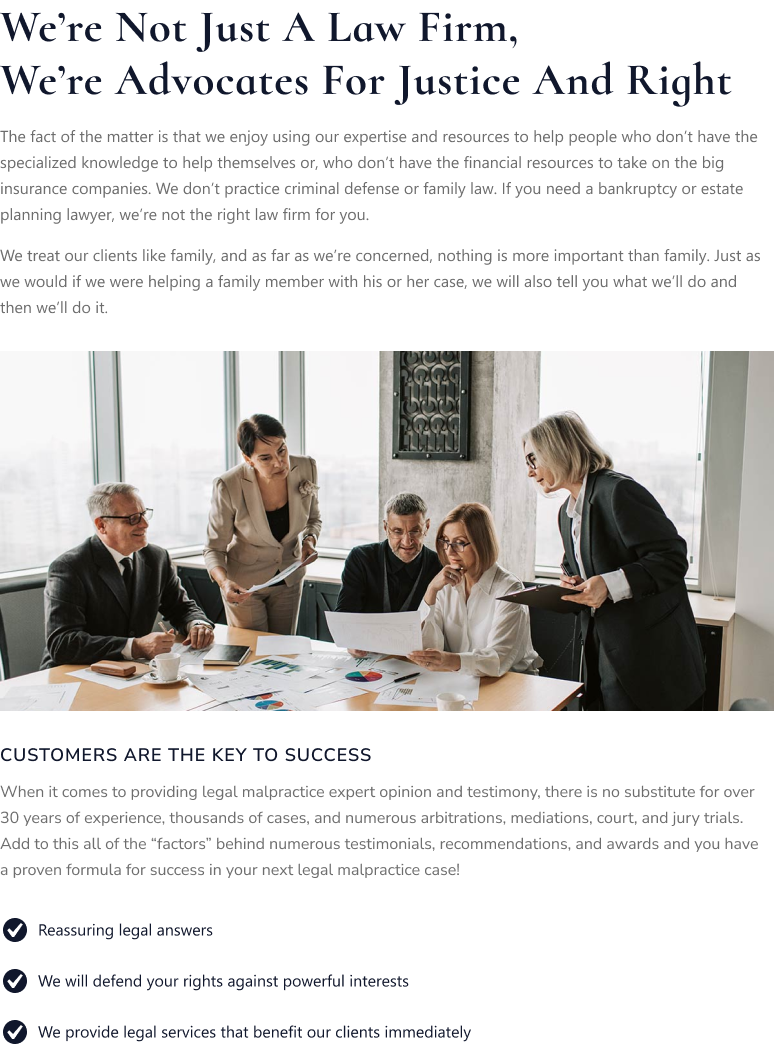 We’re Not Just A Law Firm,
We’re Advocates For Justice And Right
The fact of the matter is that we enjoy using our expertise and resources to help people who don’t have the
specialized knowledge to help themselves or, who don’t have the financial resources to take on the big
insurance companies. We don’t practice criminal defense or family law. If you need a bankruptcy or estate
planning lawyer, we’re not the right law firm for you.
We treat our clients like family, and as far as we’re concerned, nothing is more important than family. Just as
we would if we were helping a family member with his or her case, we will also tell you what we’ll do and
then we’ll do it.
CUSTOMERS ARE THE KEY TO SUCCESS
When it comes to providing legal malpractice expert opinion and testimony, there is no substitute for over
30 years of experience, thousands of cases, and numerous arbitrations, mediations, court, and jury trials.
Add to this all of the “factors” behind numerous testimonials, recommendations, and awards and you have
a proven formula for success in your next legal malpractice case!
Reassuring legal answers
We will defend your rights against powerful interests
We provide legal services that benefit our clients immediately